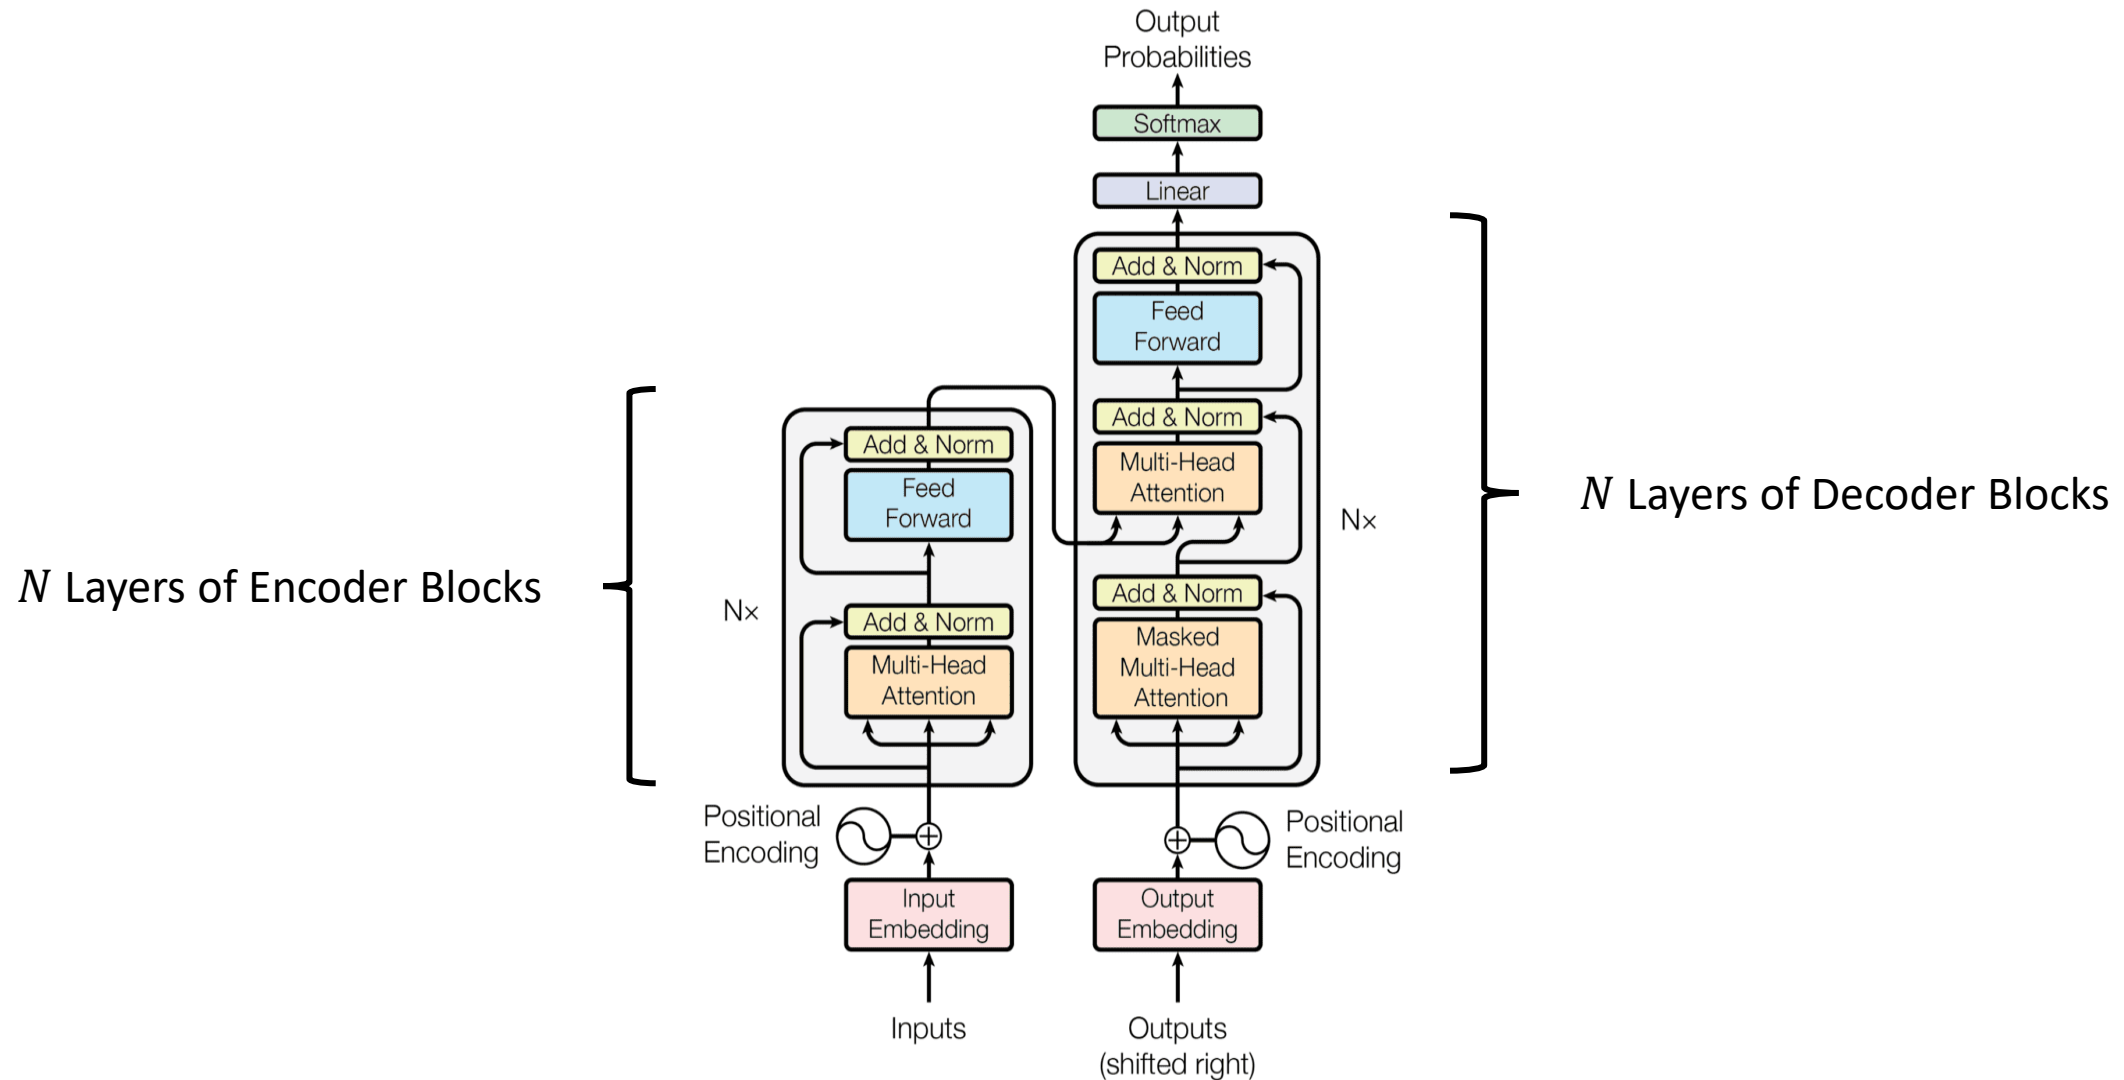 Output
Probabilities
Softmax
Linear
Add & Norm
Feed
Forward
Add & Norm
Multi-Head
Attention
Add & Norm
Masked
Multi-Head
Attention
N×
N Layers of Decoder Blocks
Add & Norm
Feed
Forward
Add & Norm
Multi-Head
Attention
N×
N Layers of Encoder Blocks
Positional
Encoding
Positional
Encoding
Input
Embedding
Output
Embedding
Inputs
Outputs
(shifted right)